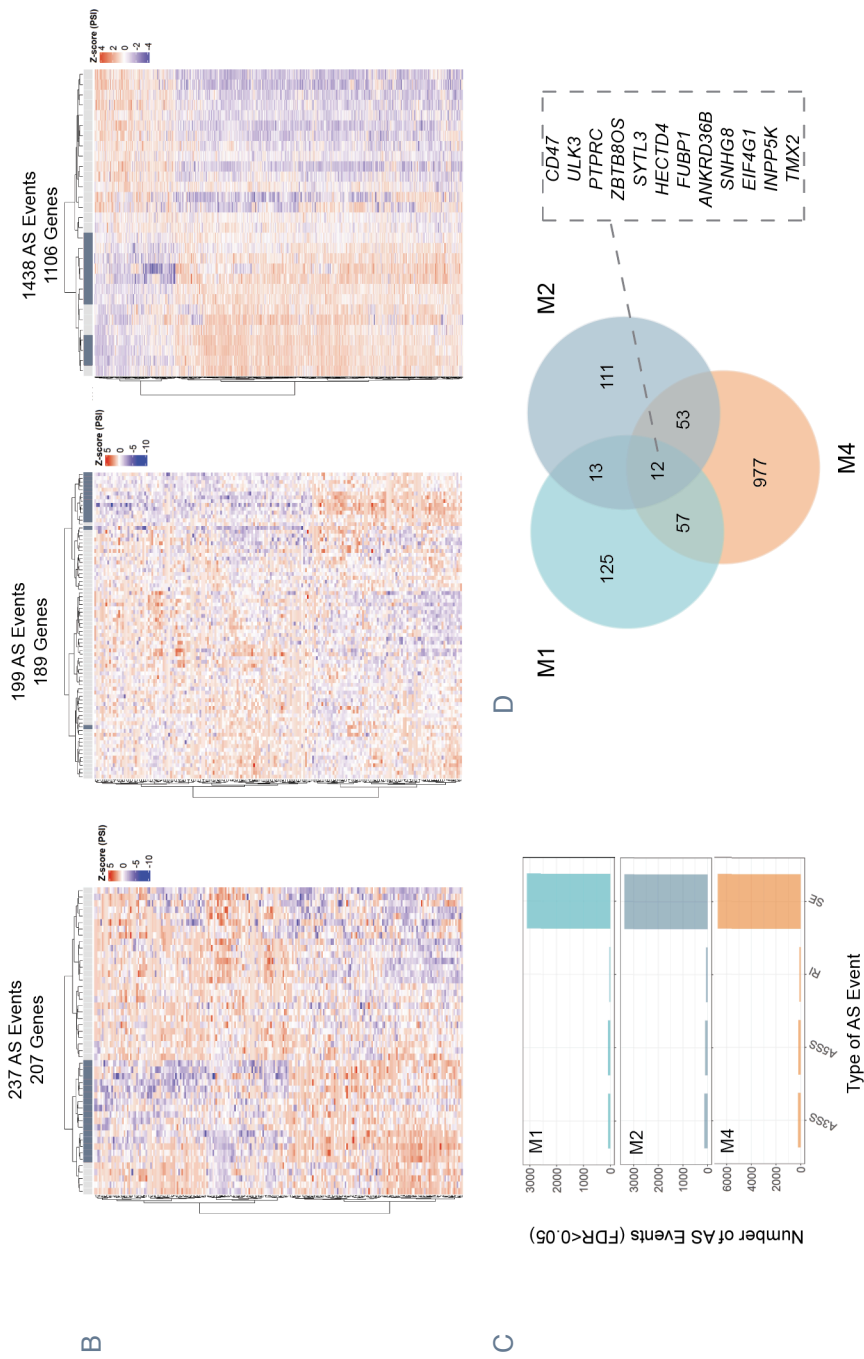 B
237 AS Events
207 Genes
Z-score (PSI)
5
0
-5
-10
199 AS Events
189 Genes
Z-score (PSI)
5
0
-5
-10
1438 AS Events
1106 Genes
Z-score (PSI)
4
2
0
-2
-4
C
Number of AS Events (FDR<0.05)
M1
3000
2000
1000
0
M2
3000
2000
1000
0
M4
6000
4000
2000
0
A3SS
A5SS
RI
SE
Type of AS Event
D
M1
M2
M4
125
13
111
12
57
53
977
CD47
ULK3
PTPRC
ZBTB8OS
SYTL3
HECTD4
FUBP1
ANKRD36B
SNHG8
EIF4G1
INPP5K
TMX2